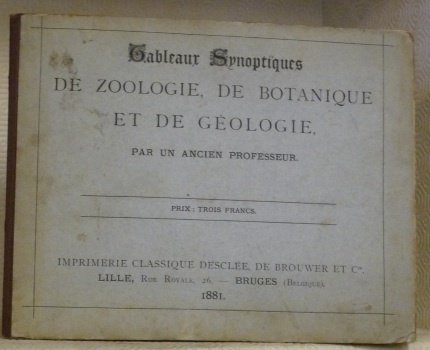 Tableaux Synoptiques
DE ZOOLOGIE, DE BOTANIQUE
ET DE GÉOLOGIE,
PAR UN ANCIEN PROFESSEUR.
PRIX : TROIS FRANCS.
IMPRIMERIE CLASSIQUE DESCLÉE, DE BROUWER ET Cie.
LILLE, RUE ROYALE, 26. — BRUGES (BELGIQUE).
1881.